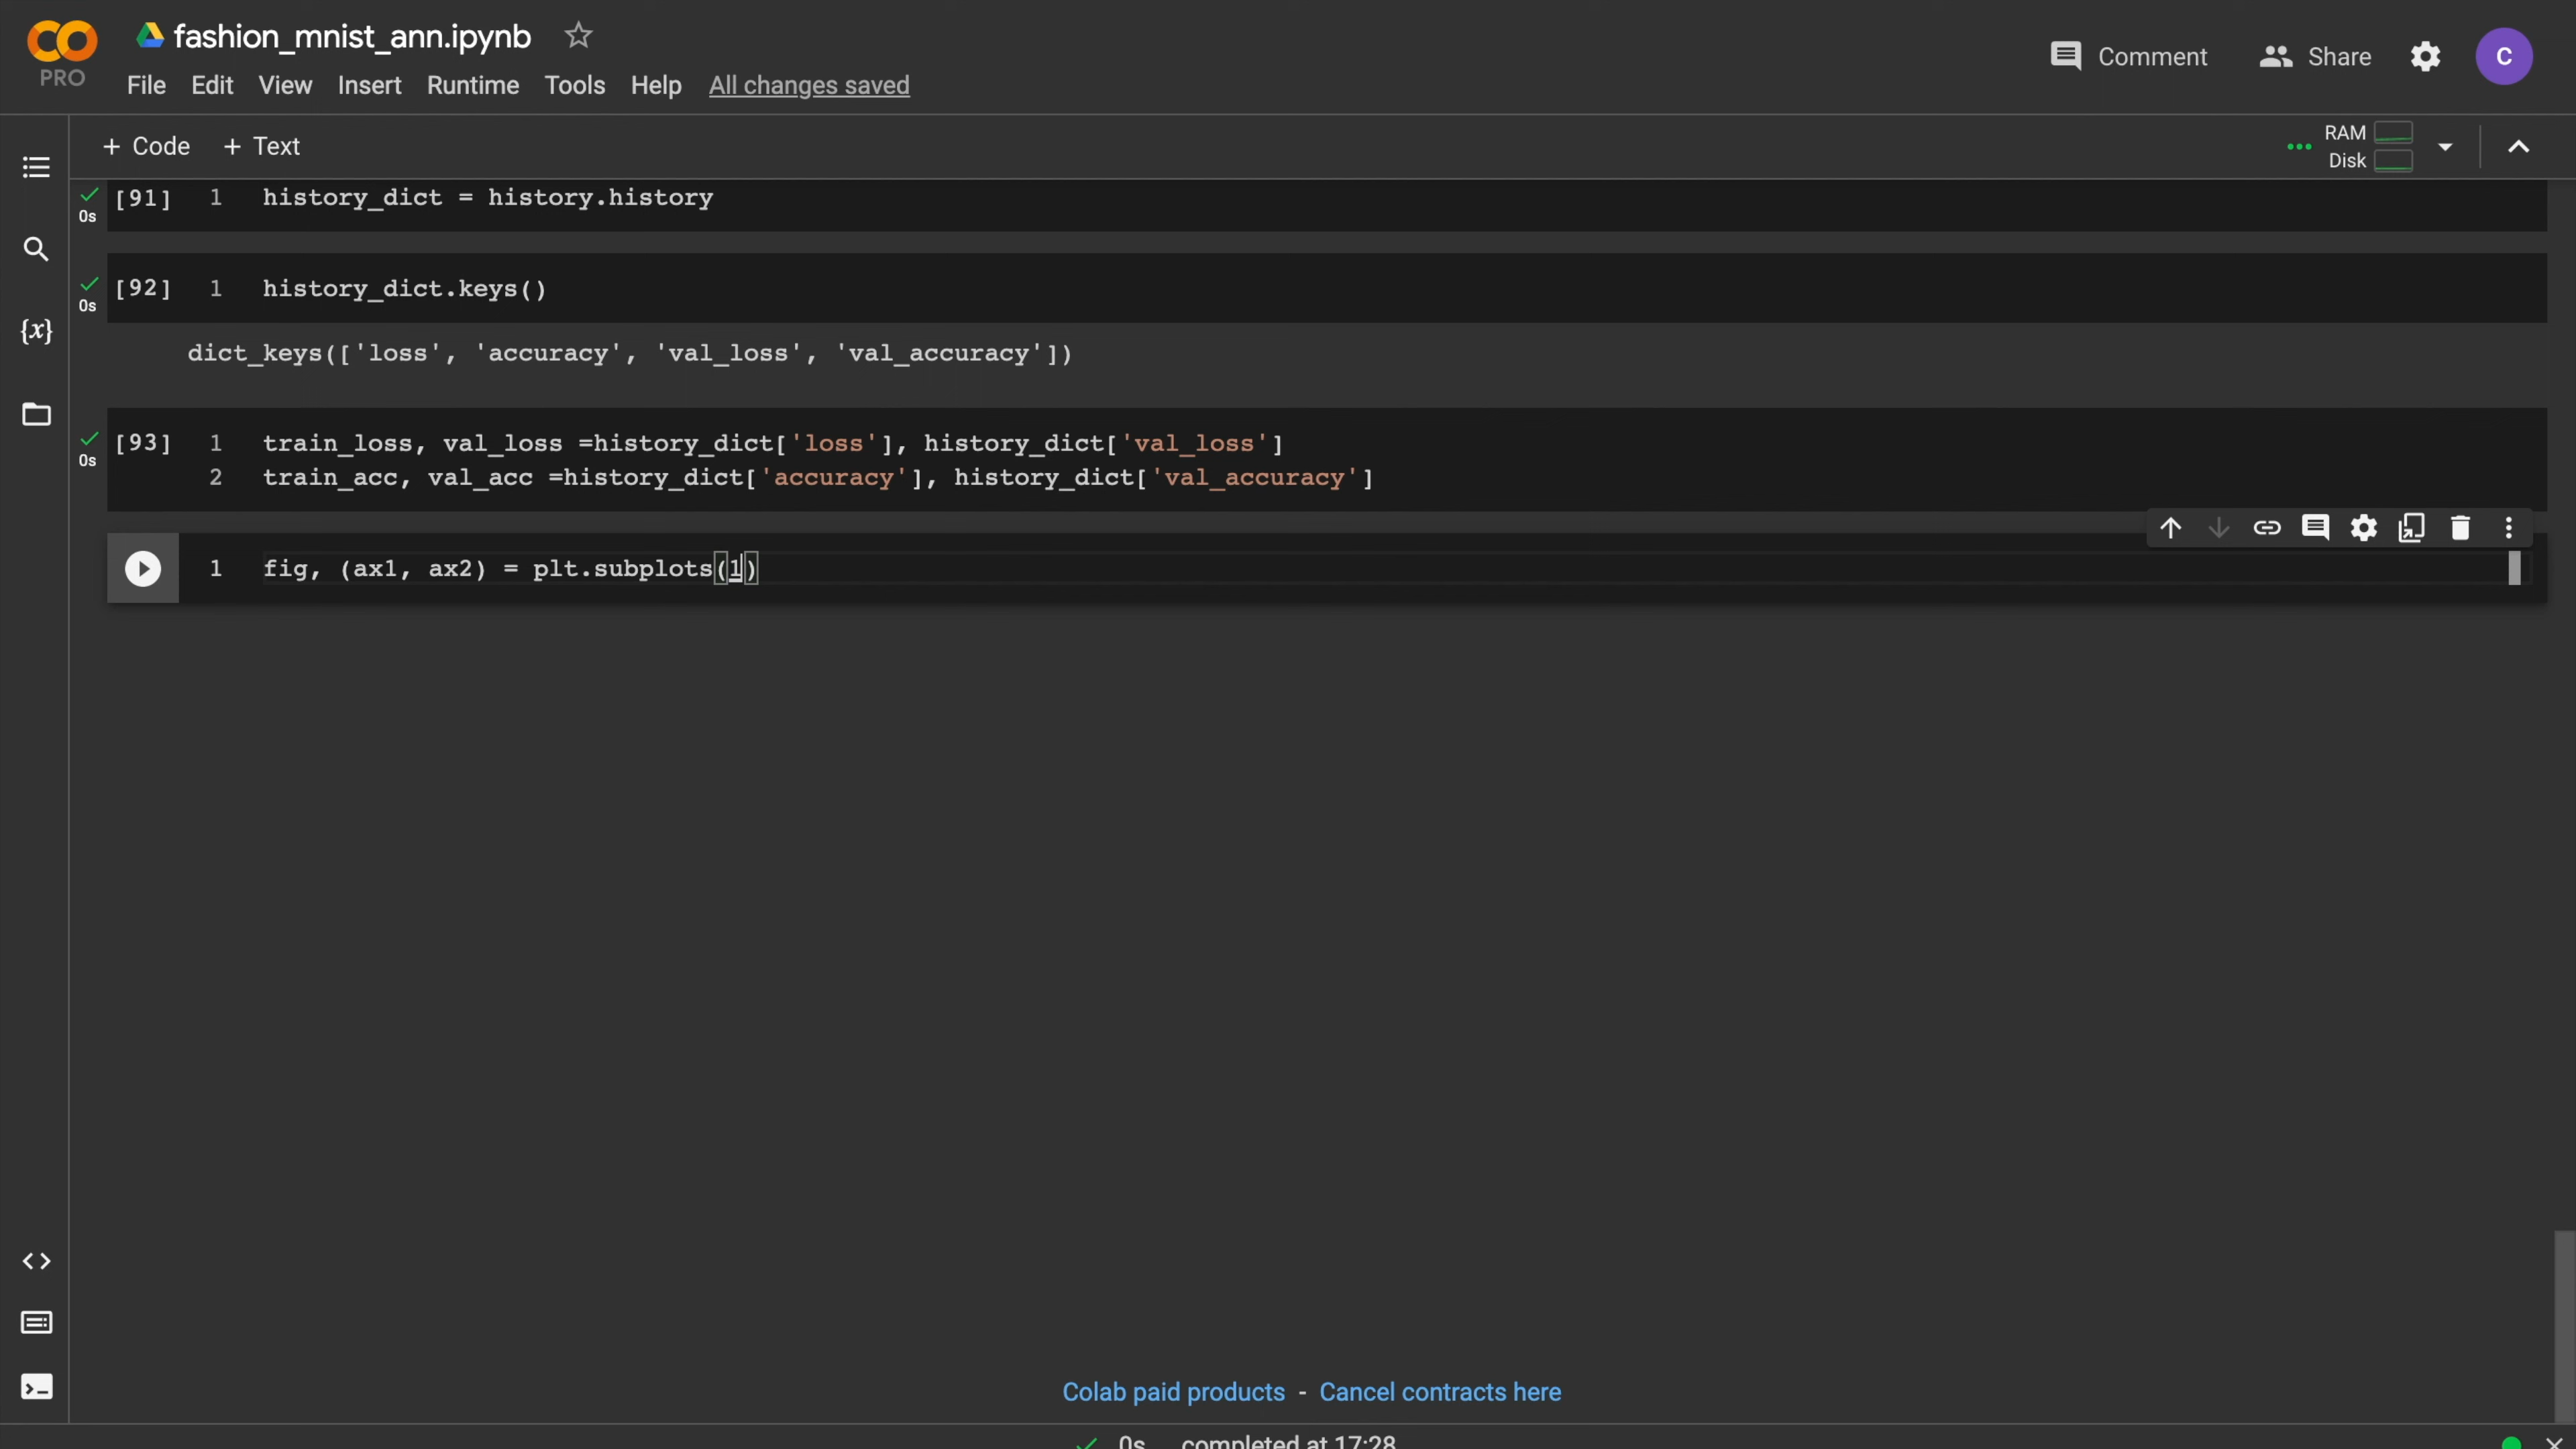 fashion_mnist_ann.ipynb
PRO
File Edit View Insert Runtime Tools Help All changes saved
Comment Share C
+ Code + Text
RAM
Disk
[91] 1 history_dict = history.history
0s
[92] 1 history_dict.keys()
0s
dict_keys(['loss', 'accuracy', 'val_loss', 'val_accuracy'])
[93] 1 train_loss, val_loss =history_dict['loss'], history_dict['val_loss']
0s
2 train_acc, val_acc =history_dict['accuracy'], history_dict['val_accuracy']
1 fig, (ax1, ax2) = plt.subplots(1)
{x}
Colab paid products - Cancel contracts here
0s completed at 17:28